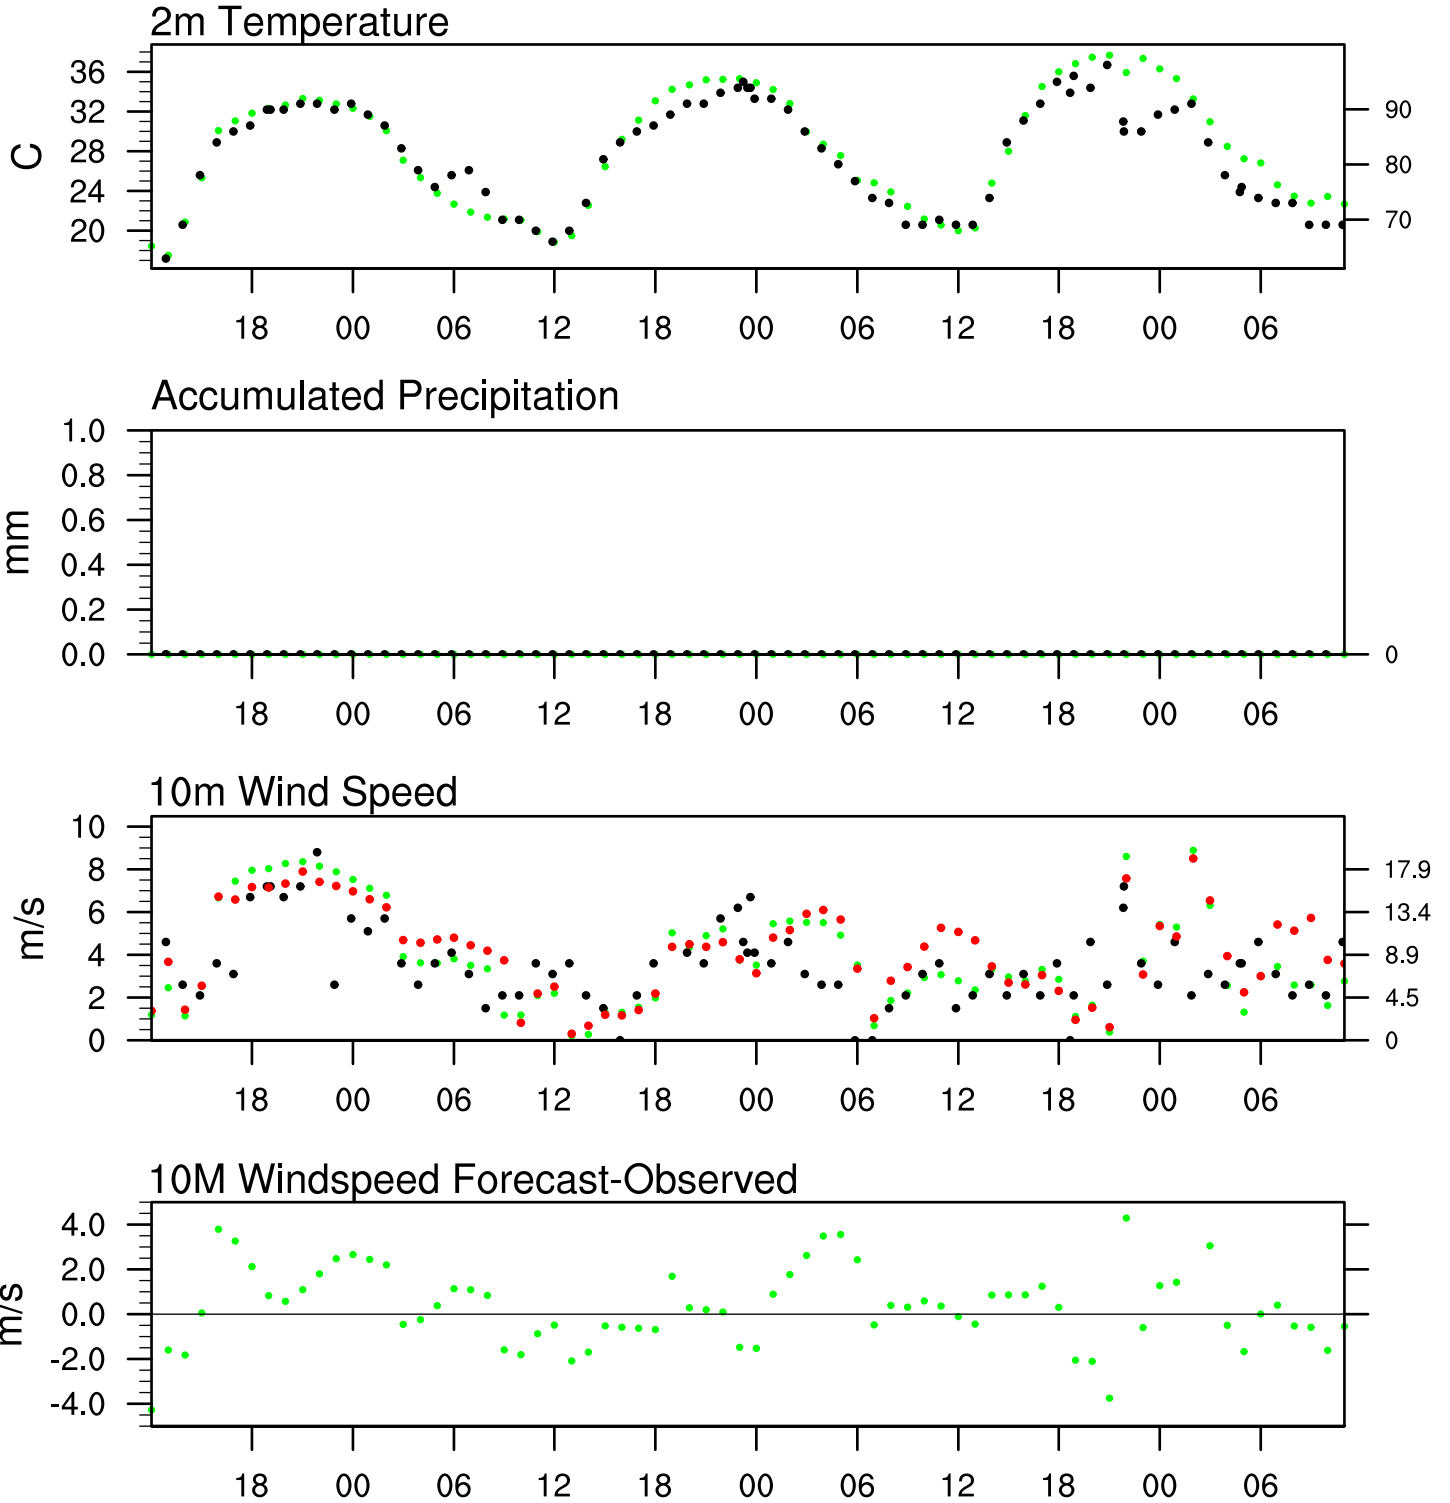 2m Temperature
36
32
28
24
20
C
90
80
70
18 00 06 12 18 00 06 12 18 00 06
Accumulated Precipitation
1.0
0.8
0.6
0.4
0.2
0.0
mm
0
18 00 06 12 18 00 06 12 18 00 06
10m Wind Speed
10
8
6
4
2
0
m/s
17.9
13.4
8.9
4.5
0
18 00 06 12 18 00 06 12 18 00 06
10M Windspeed Forecast-Observed
4.0
2.0
0.0
-2.0
-4.0
m/s
18 00 06 12 18 00 06 12 18 00 06